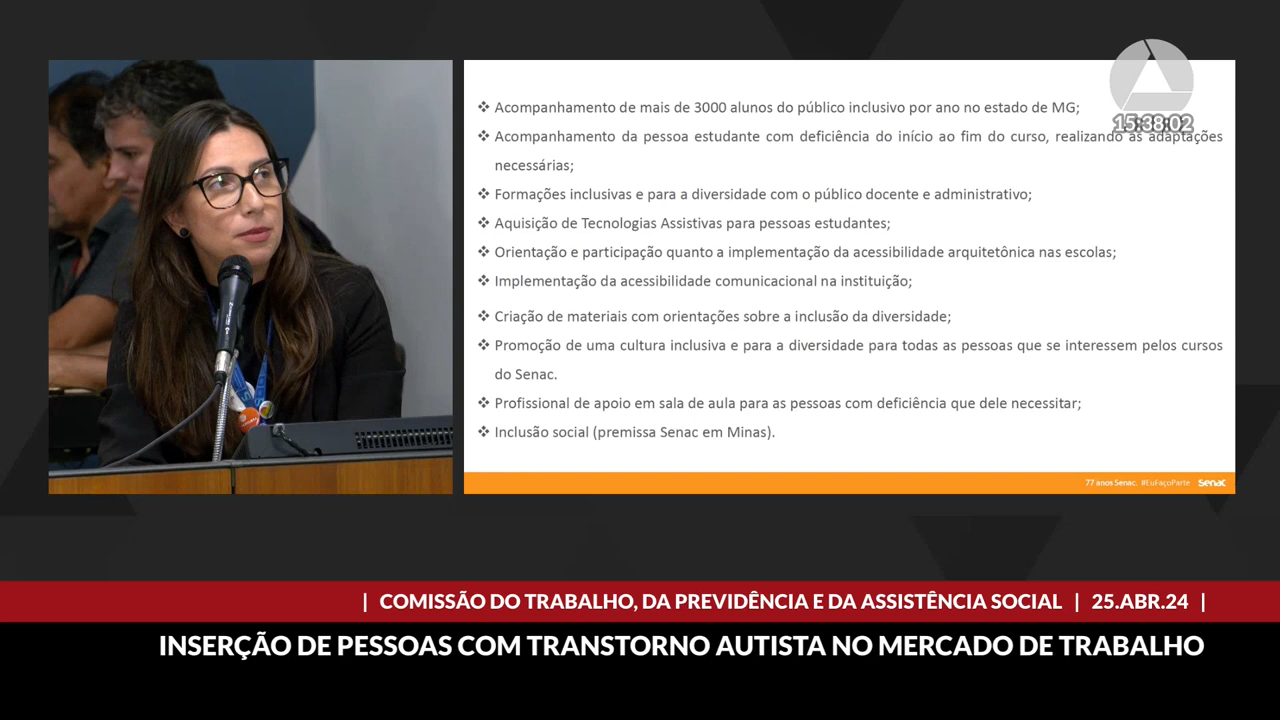 15:38:02
❖ Acompanhamento de mais de 3000 alunos do público inclusivo por ano no estado de MG;
❖ Acompanhamento da pessoa estudante com deficiência do início ao fim do curso, realizando as adaptações
necessárias;
❖ Formações inclusivas e para a diversidade com o público docente e administrativo;
❖ Aquisição de Tecnologias Assistivas para pessoas estudantes;
❖ Orientação e participação quanto a implementação da acessibilidade arquitetônica nas escolas;
❖ Implementação da acessibilidade comunicacional na instituição;
❖ Criação de materiais com orientações sobre a inclusão da diversidade;
❖ Promoção de uma cultura inclusiva e para a diversidade para todas as pessoas que se interessem pelos cursos
do Senac.
❖ Profissional de apoio em sala de aula para as pessoas com deficiência que dele necessitar;
❖ Inclusão social (premissa Senac em Minas).
77 anos Senac. #EuFaçoParte Senac
| COMISSÃO DO TRABALHO, DA PREVIDÊNCIA E DA ASSISTÊNCIA SOCIAL | 25.ABR.24 |
INSERÇÃO DE PESSOAS COM TRANSTORNO AUTISTA NO MERCADO DE TRABALHO